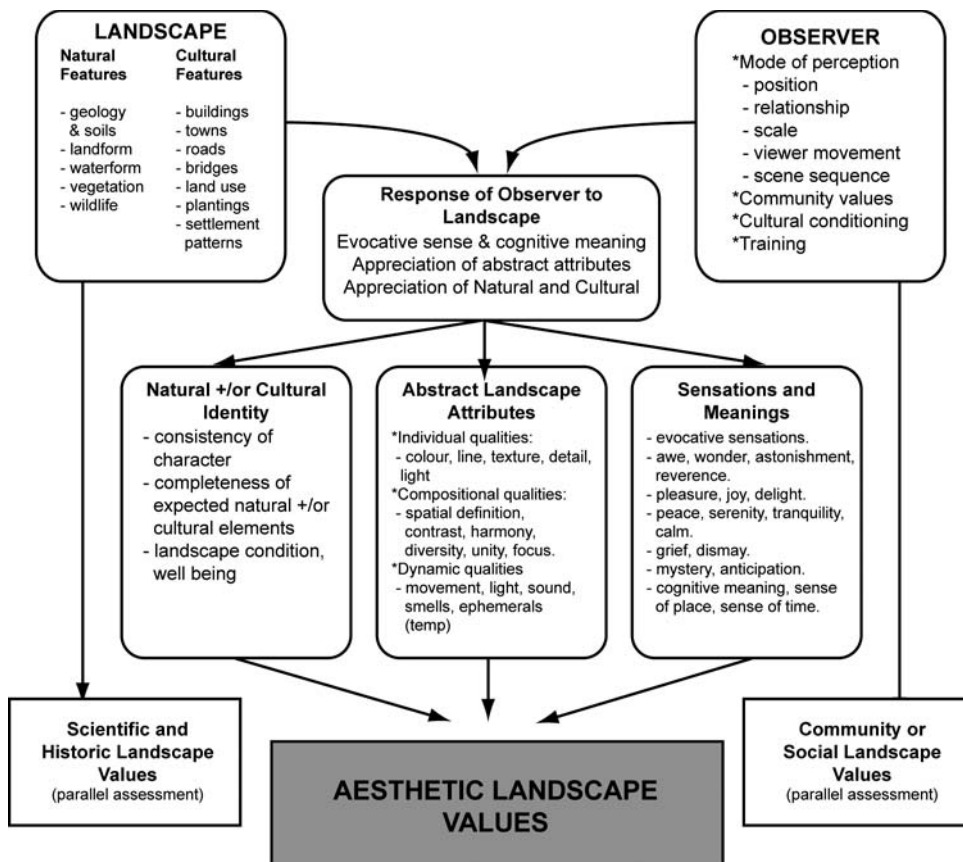 LANDSCAPE
Natural
Features
- geology
& soils
- landform
- waterform
- vegetation
- wildlife
Cultural
Features
- buildings
- towns
- roads
- bridges
- land use
- plantings
- settlement
patterns
OBSERVER
*Mode of perception
- position
- relationship
- scale
- viewer movement
- scene sequence
*Community values
*Cultural conditioning
*Training
Response of Observer to
Landscape
Evocative sense & cognitive meaning
Appreciation of abstract attributes
Appreciation of Natural and Cultural
Natural +/or Cultural
Identity
- consistency of
character
- completeness of
expected natural +/or
cultural elements
- landscape condition,
well being
Abstract Landscape
Attributes
*Individual qualities:
- colour, line, texture, detail,
light
*Compositional qualities:
- spatial definition,
contrast, harmony,
diversity, unity, focus.
*Dynamic qualities
- movement, light, sound,
smells, ephemerals
(temp)
Sensations and
Meanings
- evocative sensations.
- awe, wonder, astonishment,
reverence.
- pleasure, joy, delight.
- peace, serenity, tranquility,
calm.
- grief, dismay.
- mystery, anticipation.
- cognitive meaning, sense
of place, sense of time.
Scientific and
Historic Landscape
Values
(parallel assessment)
AESTHETIC LANDSCAPE
VALUES
Community or
Social Landscape
Values
(parallel assessment)